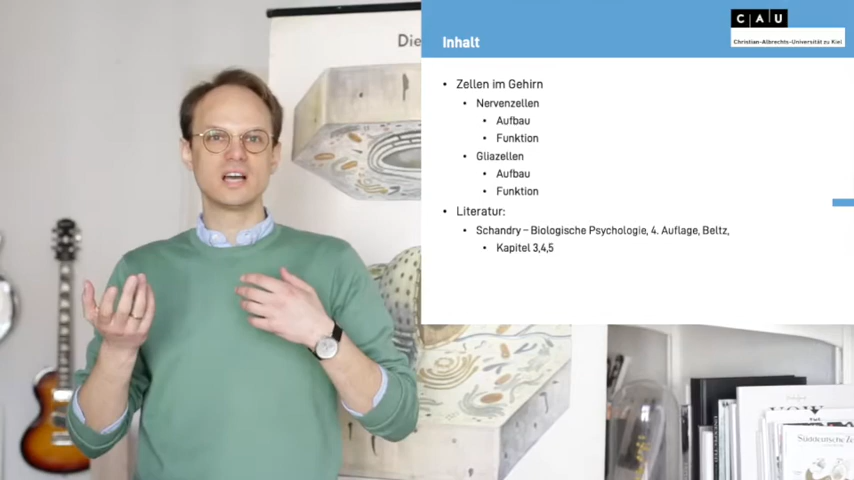 Die
Inhalt
C A U
Christian-Albrechts-Universität zu Kiel
• Zellen im Gehirn
• Nervenzellen
• Aufbau
• Funktion
• Gliazellen
• Aufbau
• Funktion
• Literatur:
• Schandry – Biologische Psychologie, 4. Auflage, Beltz,
• Kapitel 3,4,5
Süddeutsche Ze